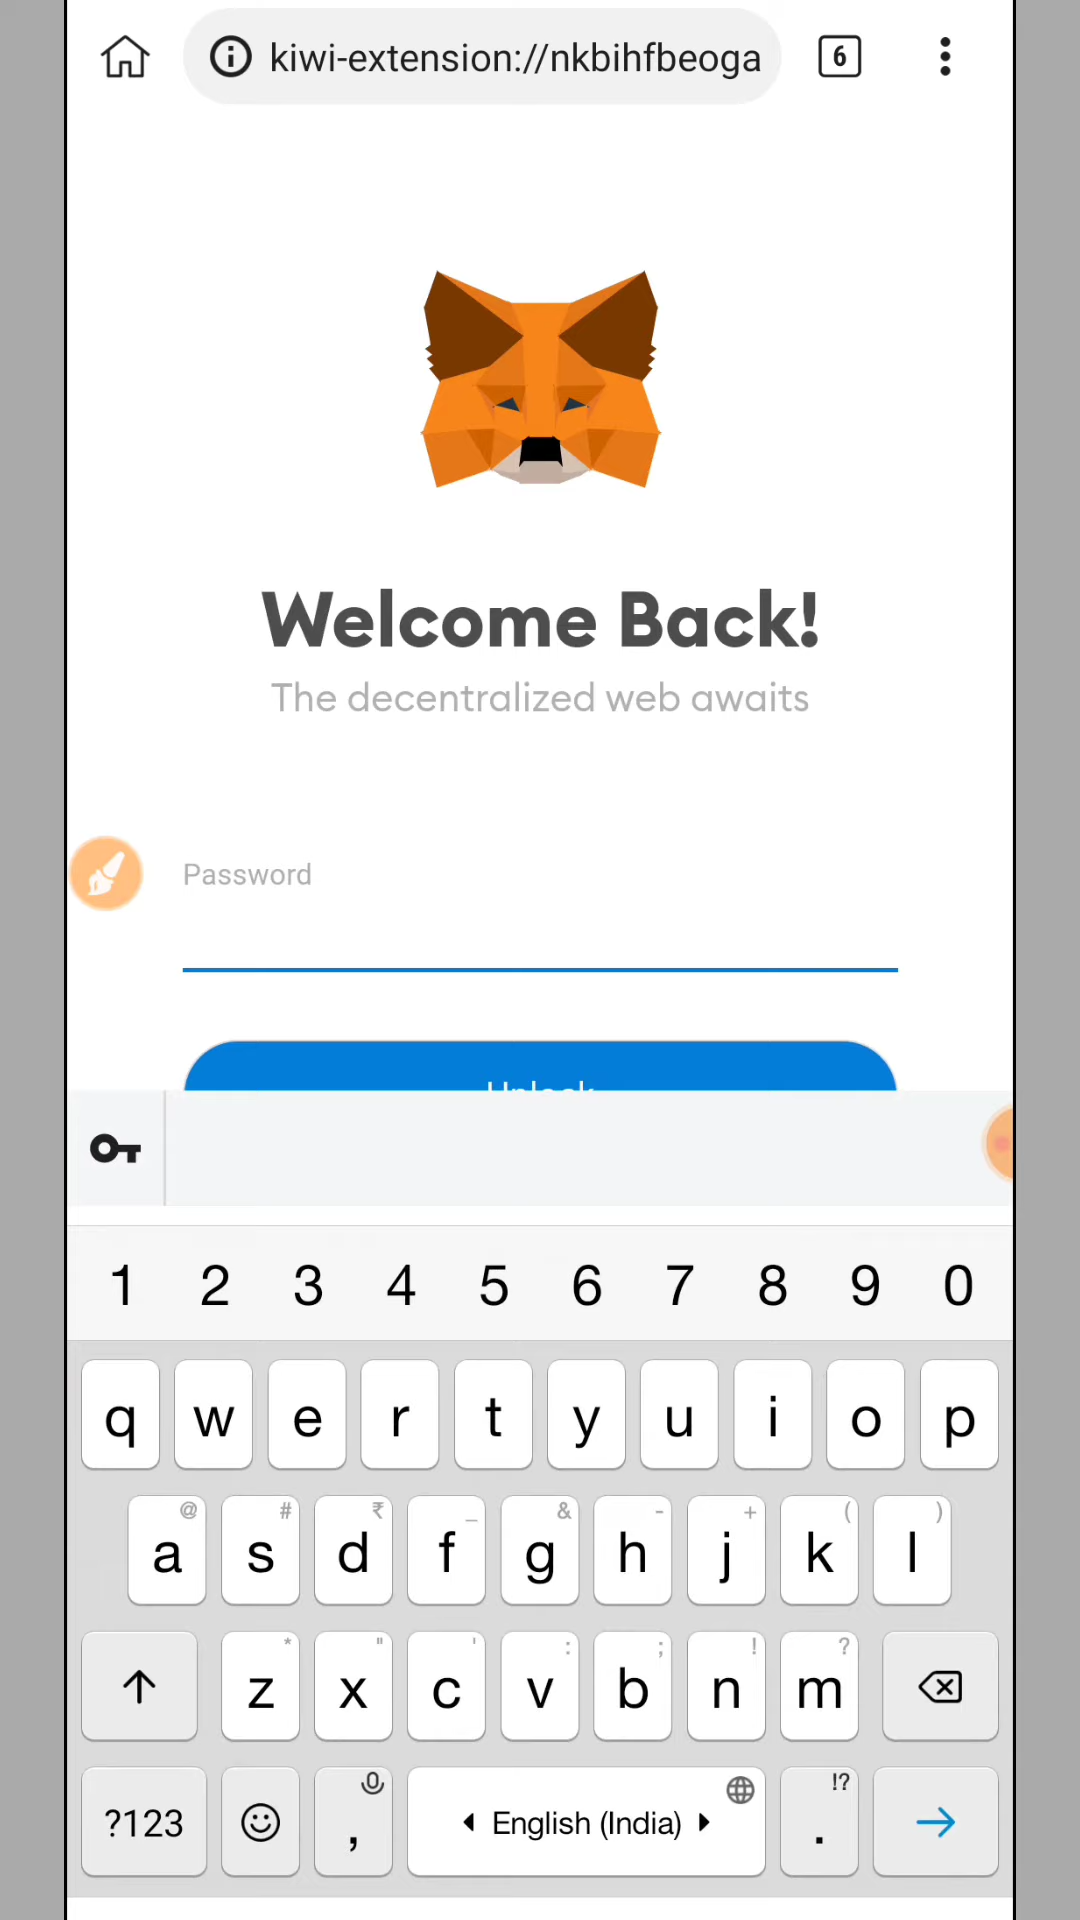 kiwi-extension://nkbihfbeoga
6
Welcome Back!
The decentralized web awaits
Password
Unlock
1 2 3 4 5 6 7 8 9 0
q w e r t y u i o p
@ # ₹ _ & - + ( )
a s d f g h j k l
* " ' : ; ! ?
z x c v b n m
!?
?123 , English (India) .